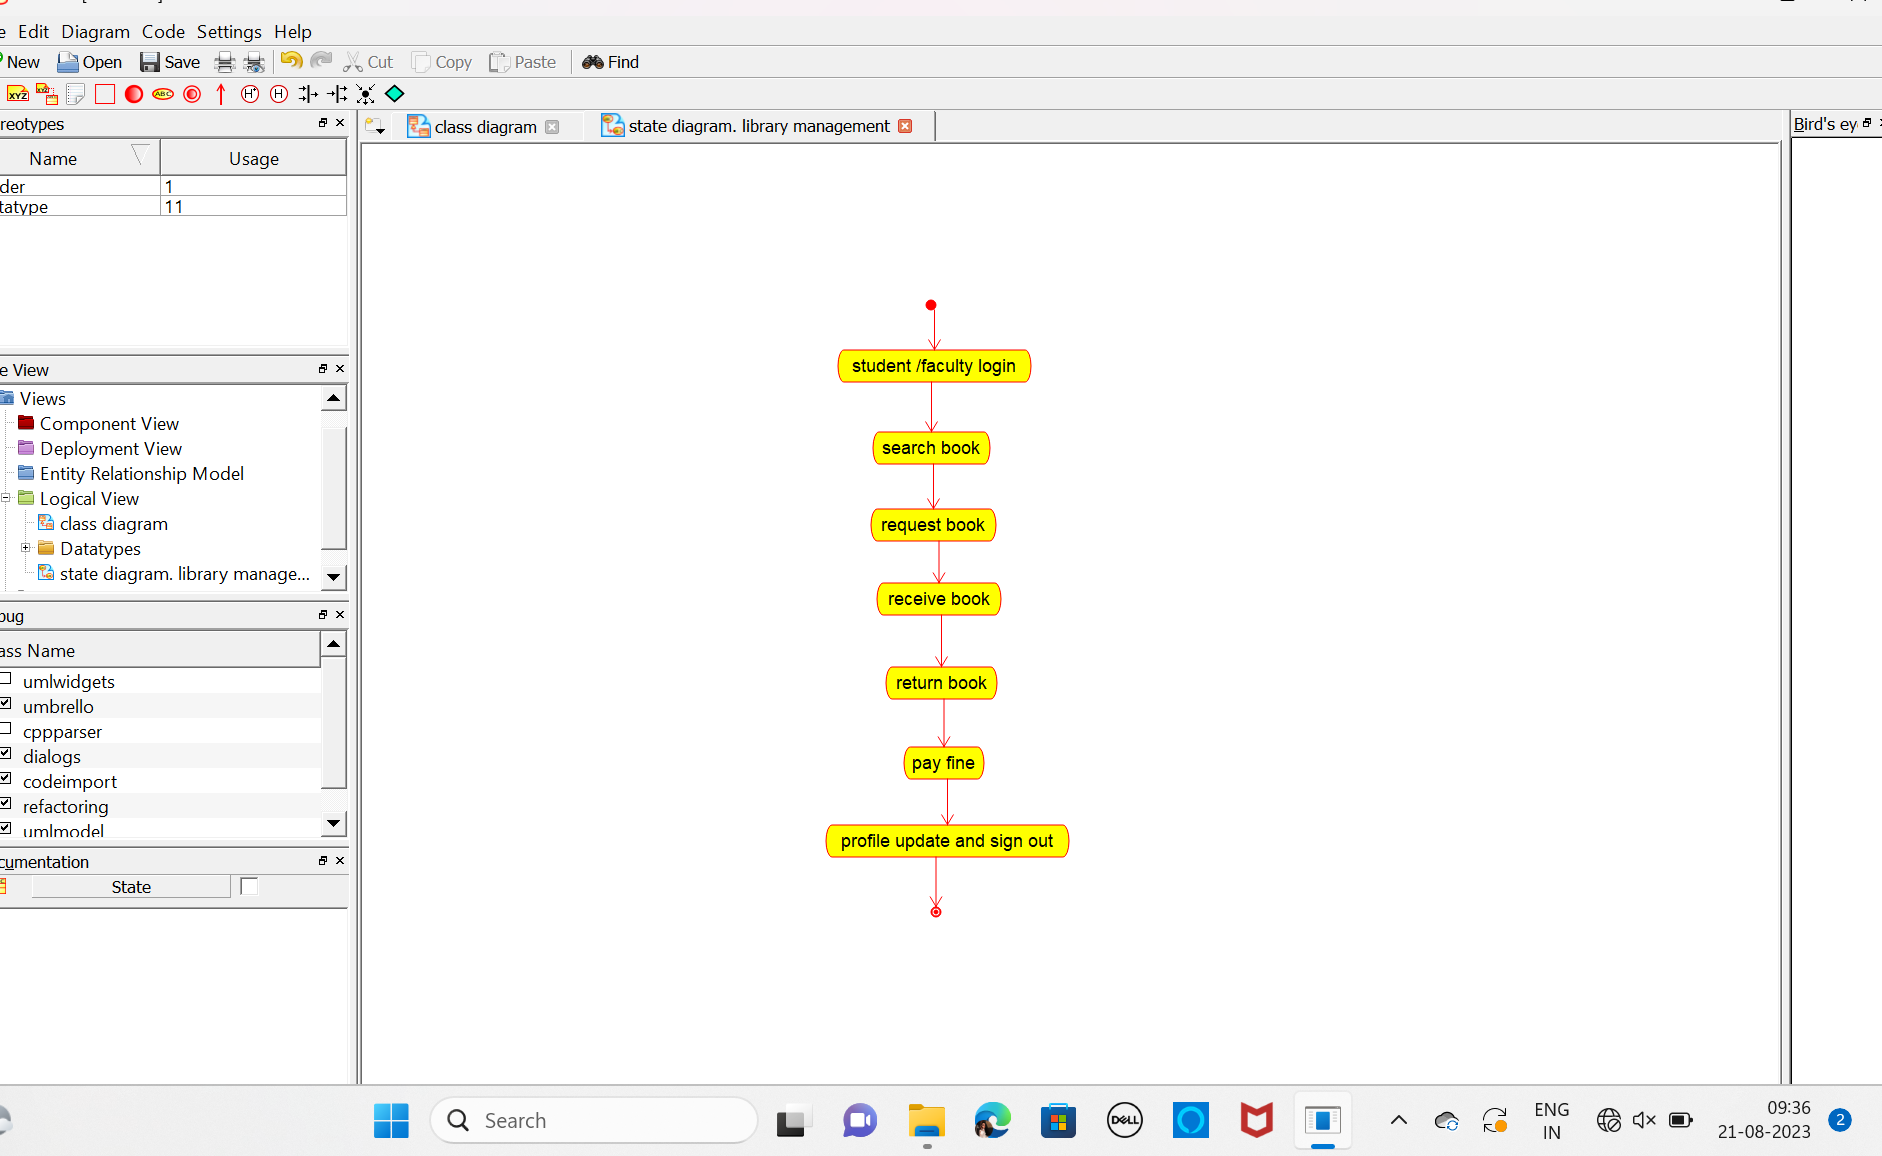 e Edit Diagram Code Settings Help
New Open Save Cut Copy Paste Find
XYZ XYZ ABC H* H
reotypes
Name Usage
der 1
tatype 11
e View
Views
Component View
Deployment View
Entity Relationship Model
Logical View
class diagram
Datatypes
state diagram. library manage...
bug
ass Name
umlwidgets
umbrello
cppparser
dialogs
codeimport
refactoring
umlmodel
cumentation
State
class diagram
state diagram. library management
Bird's ey
student /faculty login
search book
request book
receive book
return book
pay fine
profile update and sign out
Search
DELL
ENG
IN
09:36
21-08-2023
2